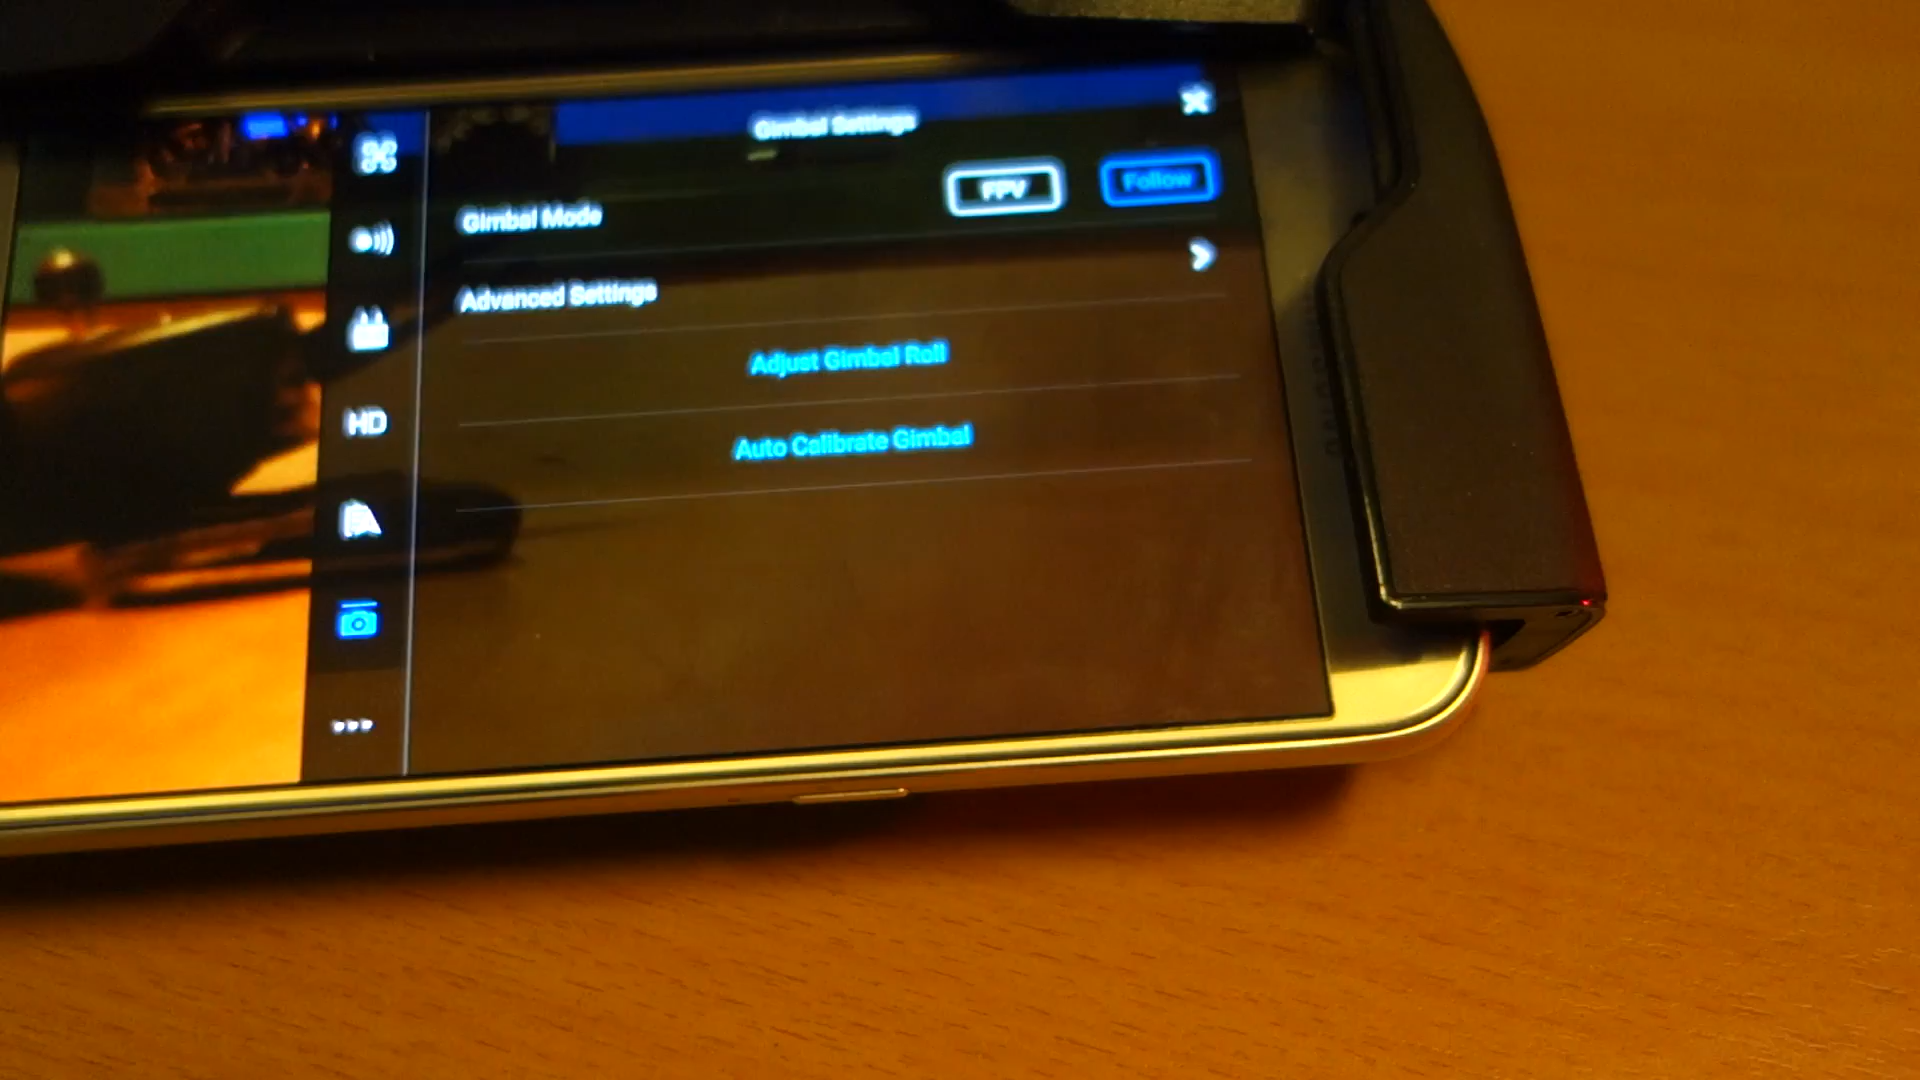 Gimbal Settings
Gimbal Mode FPV Follow
Advanced Settings
Adjust Gimbal Roll
Auto Calibrate Gimbal
HD